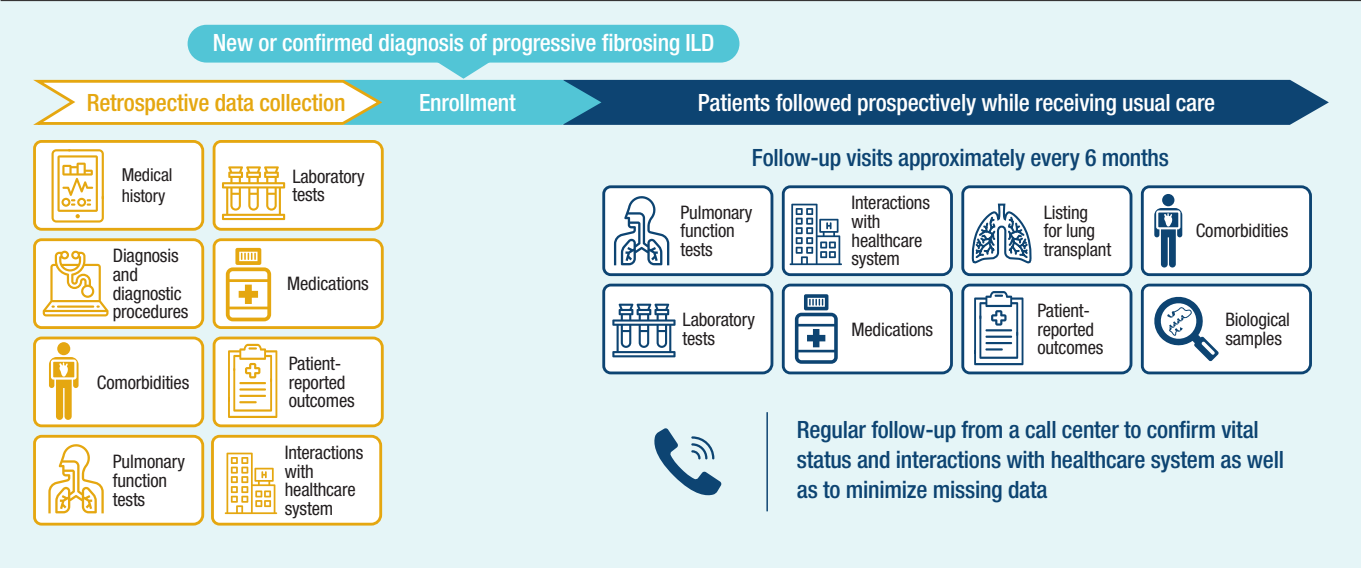 New or confirmed diagnosis of progressive fibrosing ILD
Retrospective data collection
Enrollment
Patients followed prospectively while receiving usual care
Medical
history
Laboratory
tests
Diagnosis
and
diagnostic
procedures
Medications
Comorbidities
Patient-
reported
outcomes
Pulmonary
function
tests
H
Interactions
with
healthcare
system
Follow-up visits approximately every 6 months
Pulmonary
function
tests
H
Interactions
with
healthcare
system
Listing
for lung
transplant
Comorbidities
Laboratory
tests
Medications
Patient-
reported
outcomes
Biological
samples
Regular follow-up from a call center to confirm vital
status and interactions with healthcare system as well
as to minimize missing data